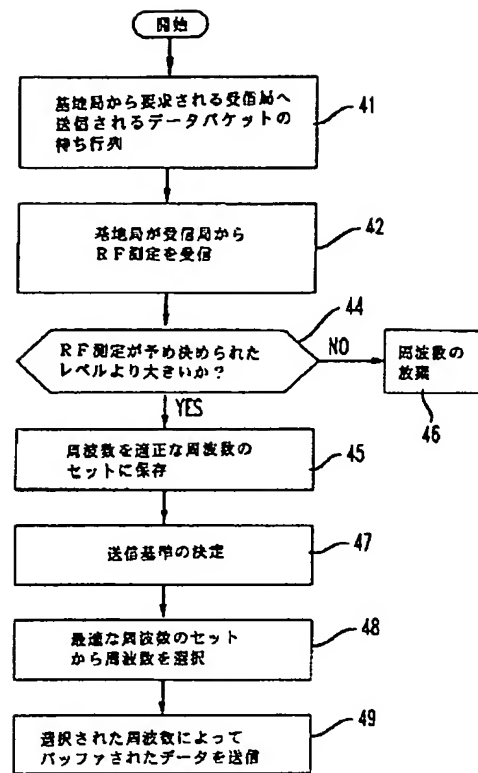 開始
基地局から要求される受信局へ
送信されるデータパケットの
待ち行列
41
基地局が受信局から
RF測定を受信
42
44
RF測定が予め決められた
レベルより大きいか？
NO
周波数の
放棄
46
YES
周波数を適正な周波数の
セットに保存
45
送信基準の決定
47
最適な周波数のセット
から周波数を選択
48
選択された周波数によって
バッファされたデータを送信
49